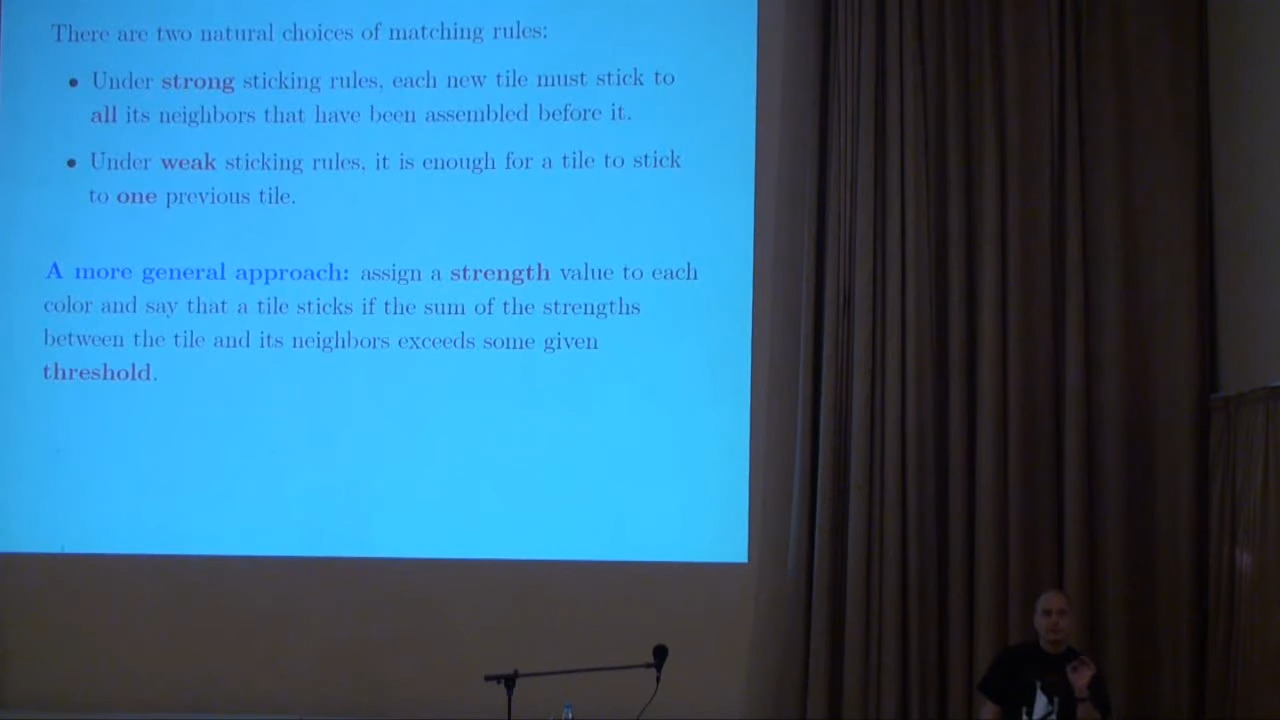 There are two natural choices of matching rules:
• Under strong sticking rules, each new tile must stick to
all its neighbors that have been assembled before it.
• Under weak sticking rules, it is enough for a tile to stick
to one previous tile.
A more general approach: assign a strength value to each
color and say that a tile sticks if the sum of the strengths
between the tile and its neighbors exceeds some given
threshold.